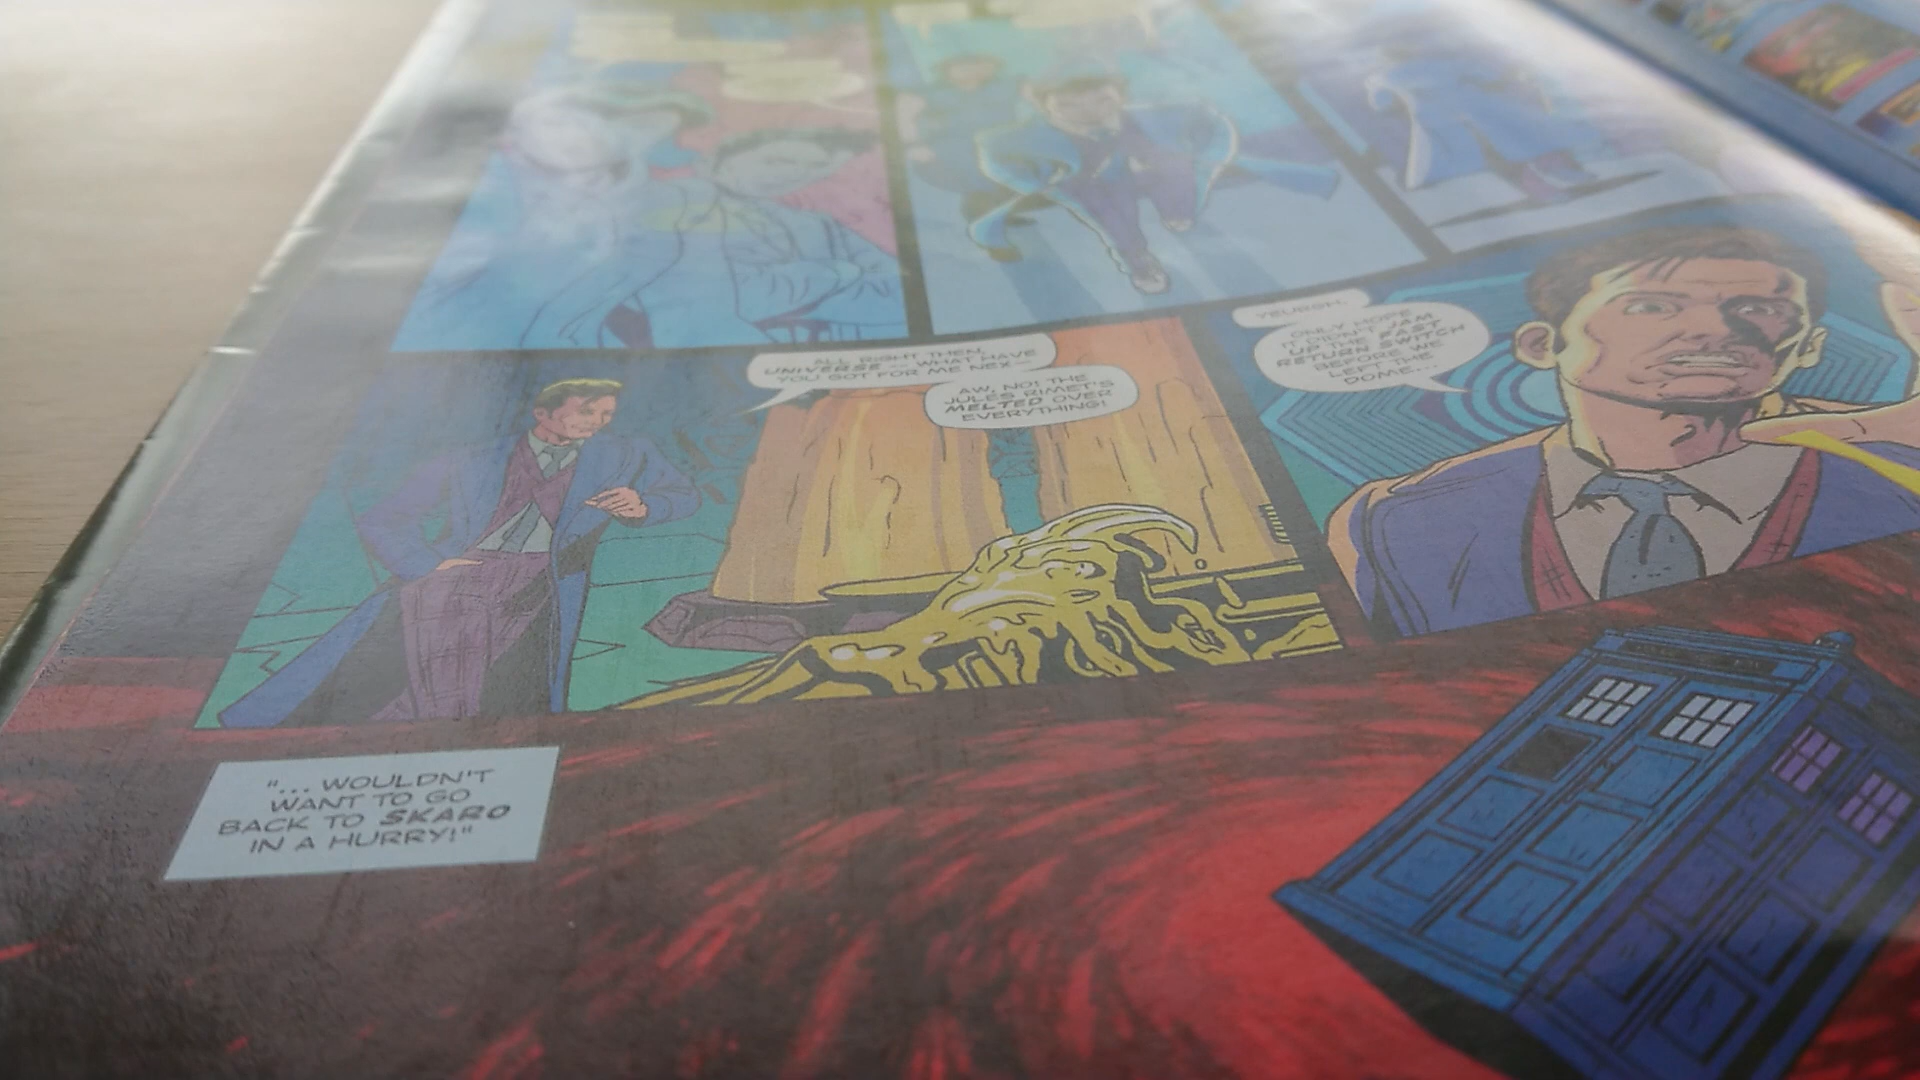 ALL RIGHT THEN,
UNIVERSE -- WHAT HAVE
YOU GOT FOR ME NEX--
AW, NO! THE
JULES RIMET'S
MELTED OVER
EVERYTHING!
YEURGH.
ONLY HOPE
IT DIDN'T JAM
UP THE FAST
RETURN SWITCH
BEFORE WE
LEFT THE
DOME...
"... WOULDN'T
WANT TO GO
BACK TO SKARO
IN A HURRY!"